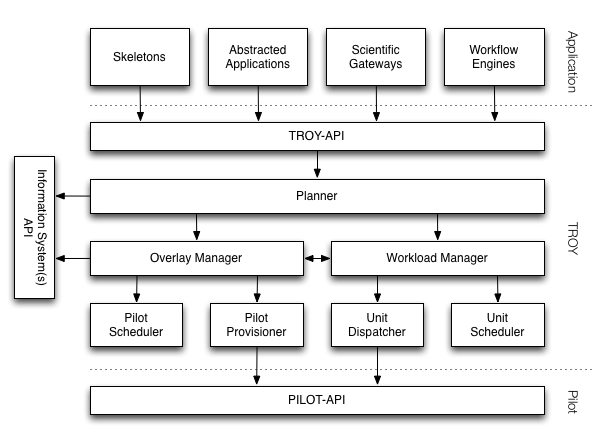 Skeletons
Abstracted
Applications
Scientific
Gateways
Workflow
Engines
Application
TROY-API
Planner
Information System(s)
API
TROY
Overlay Manager
Workload Manager
Pilot
Scheduler
Pilot
Provisioner
Unit
Dispatcher
Unit
Scheduler
PILOT-API
Pilot